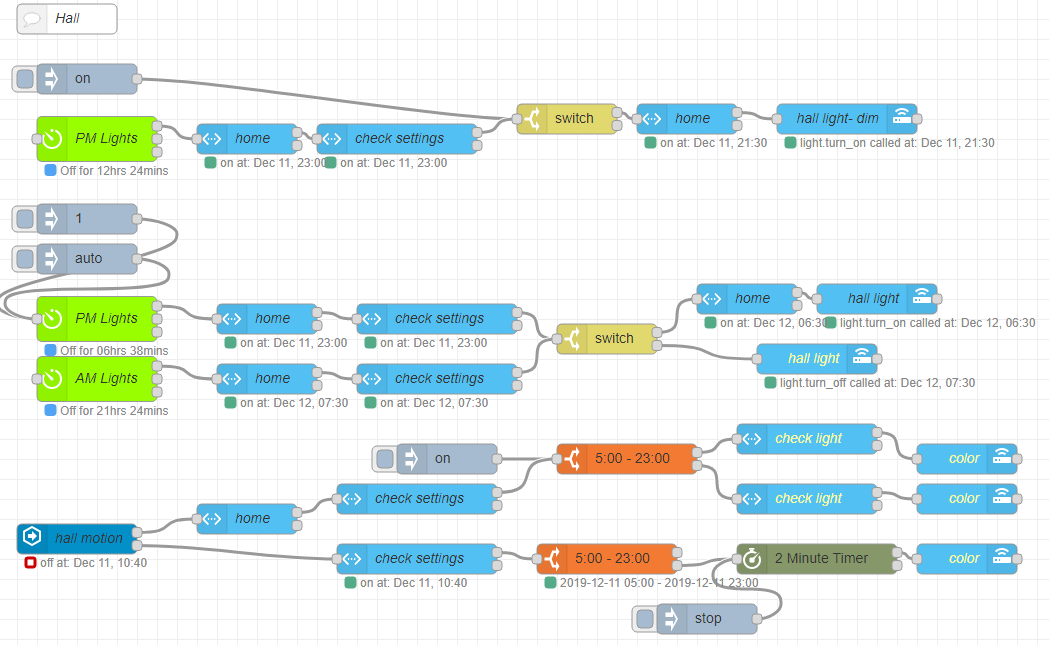 Hall
on
PM Lights
Off for 12hrs 24mins
home
on at: Dec 11, 23:00
check settings
on at: Dec 11, 23:00
switch
home
on at: Dec 11, 21:30
hall light- dim
light.turn_on called at: Dec 11, 21:30
1
auto
PM Lights
Off for 06hrs 38mins
home
on at: Dec 11, 23:00
check settings
on at: Dec 11, 23:00
AM Lights
Off for 21hrs 24mins
home
on at: Dec 12, 07:30
check settings
on at: Dec 12, 07:30
switch
home
on at: Dec 12, 06:30
hall light
light.turn_on called at: Dec 12, 06:30
hall light
light.turn_off called at: Dec 12, 07:30
on
5:00 - 23:00
check light
color
check light
color
hall motion
off at: Dec 11, 10:40
home
check settings
check settings
on at: Dec 11, 10:40
5:00 - 23:00
2019-12-11 05:00 - 2019-12-11 23:00
2 Minute Timer
color
stop